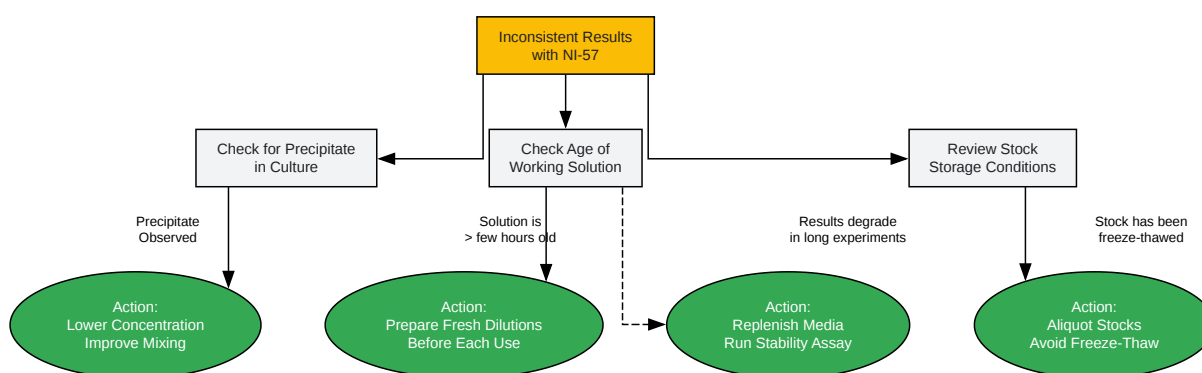 Inconsistent Results
with NI-57
Check for Precipitate
in Culture
Check Age of
Working Solution
Review Stock
Storage Conditions
Precipitate
Observed
Solution is
> few hours old
Results degrade
in long experiments
Stock has been
freeze-thawed
Action:
Lower Concentration
Improve Mixing
Action:
Prepare Fresh Dilutions
Before Each Use
Action:
Replenish Media
Run Stability Assay
Action:
Aliquot Stocks
Avoid Freeze-Thaw